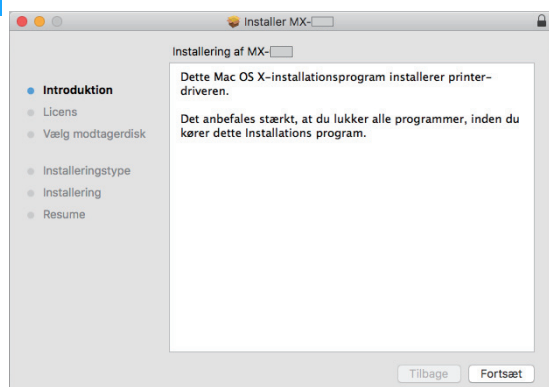 Installer MX-
Installering af MX-
Introduktion
Licens
Vælg modtagerdisk
Installeringstype
Installering
Resume
Dette Mac OS X-installationsprogram installerer printer-
driveren.
Det anbefales stærkt, at du lukker alle programmer, inden du
kører dette Installations program.
Tilbage
Fortsæt